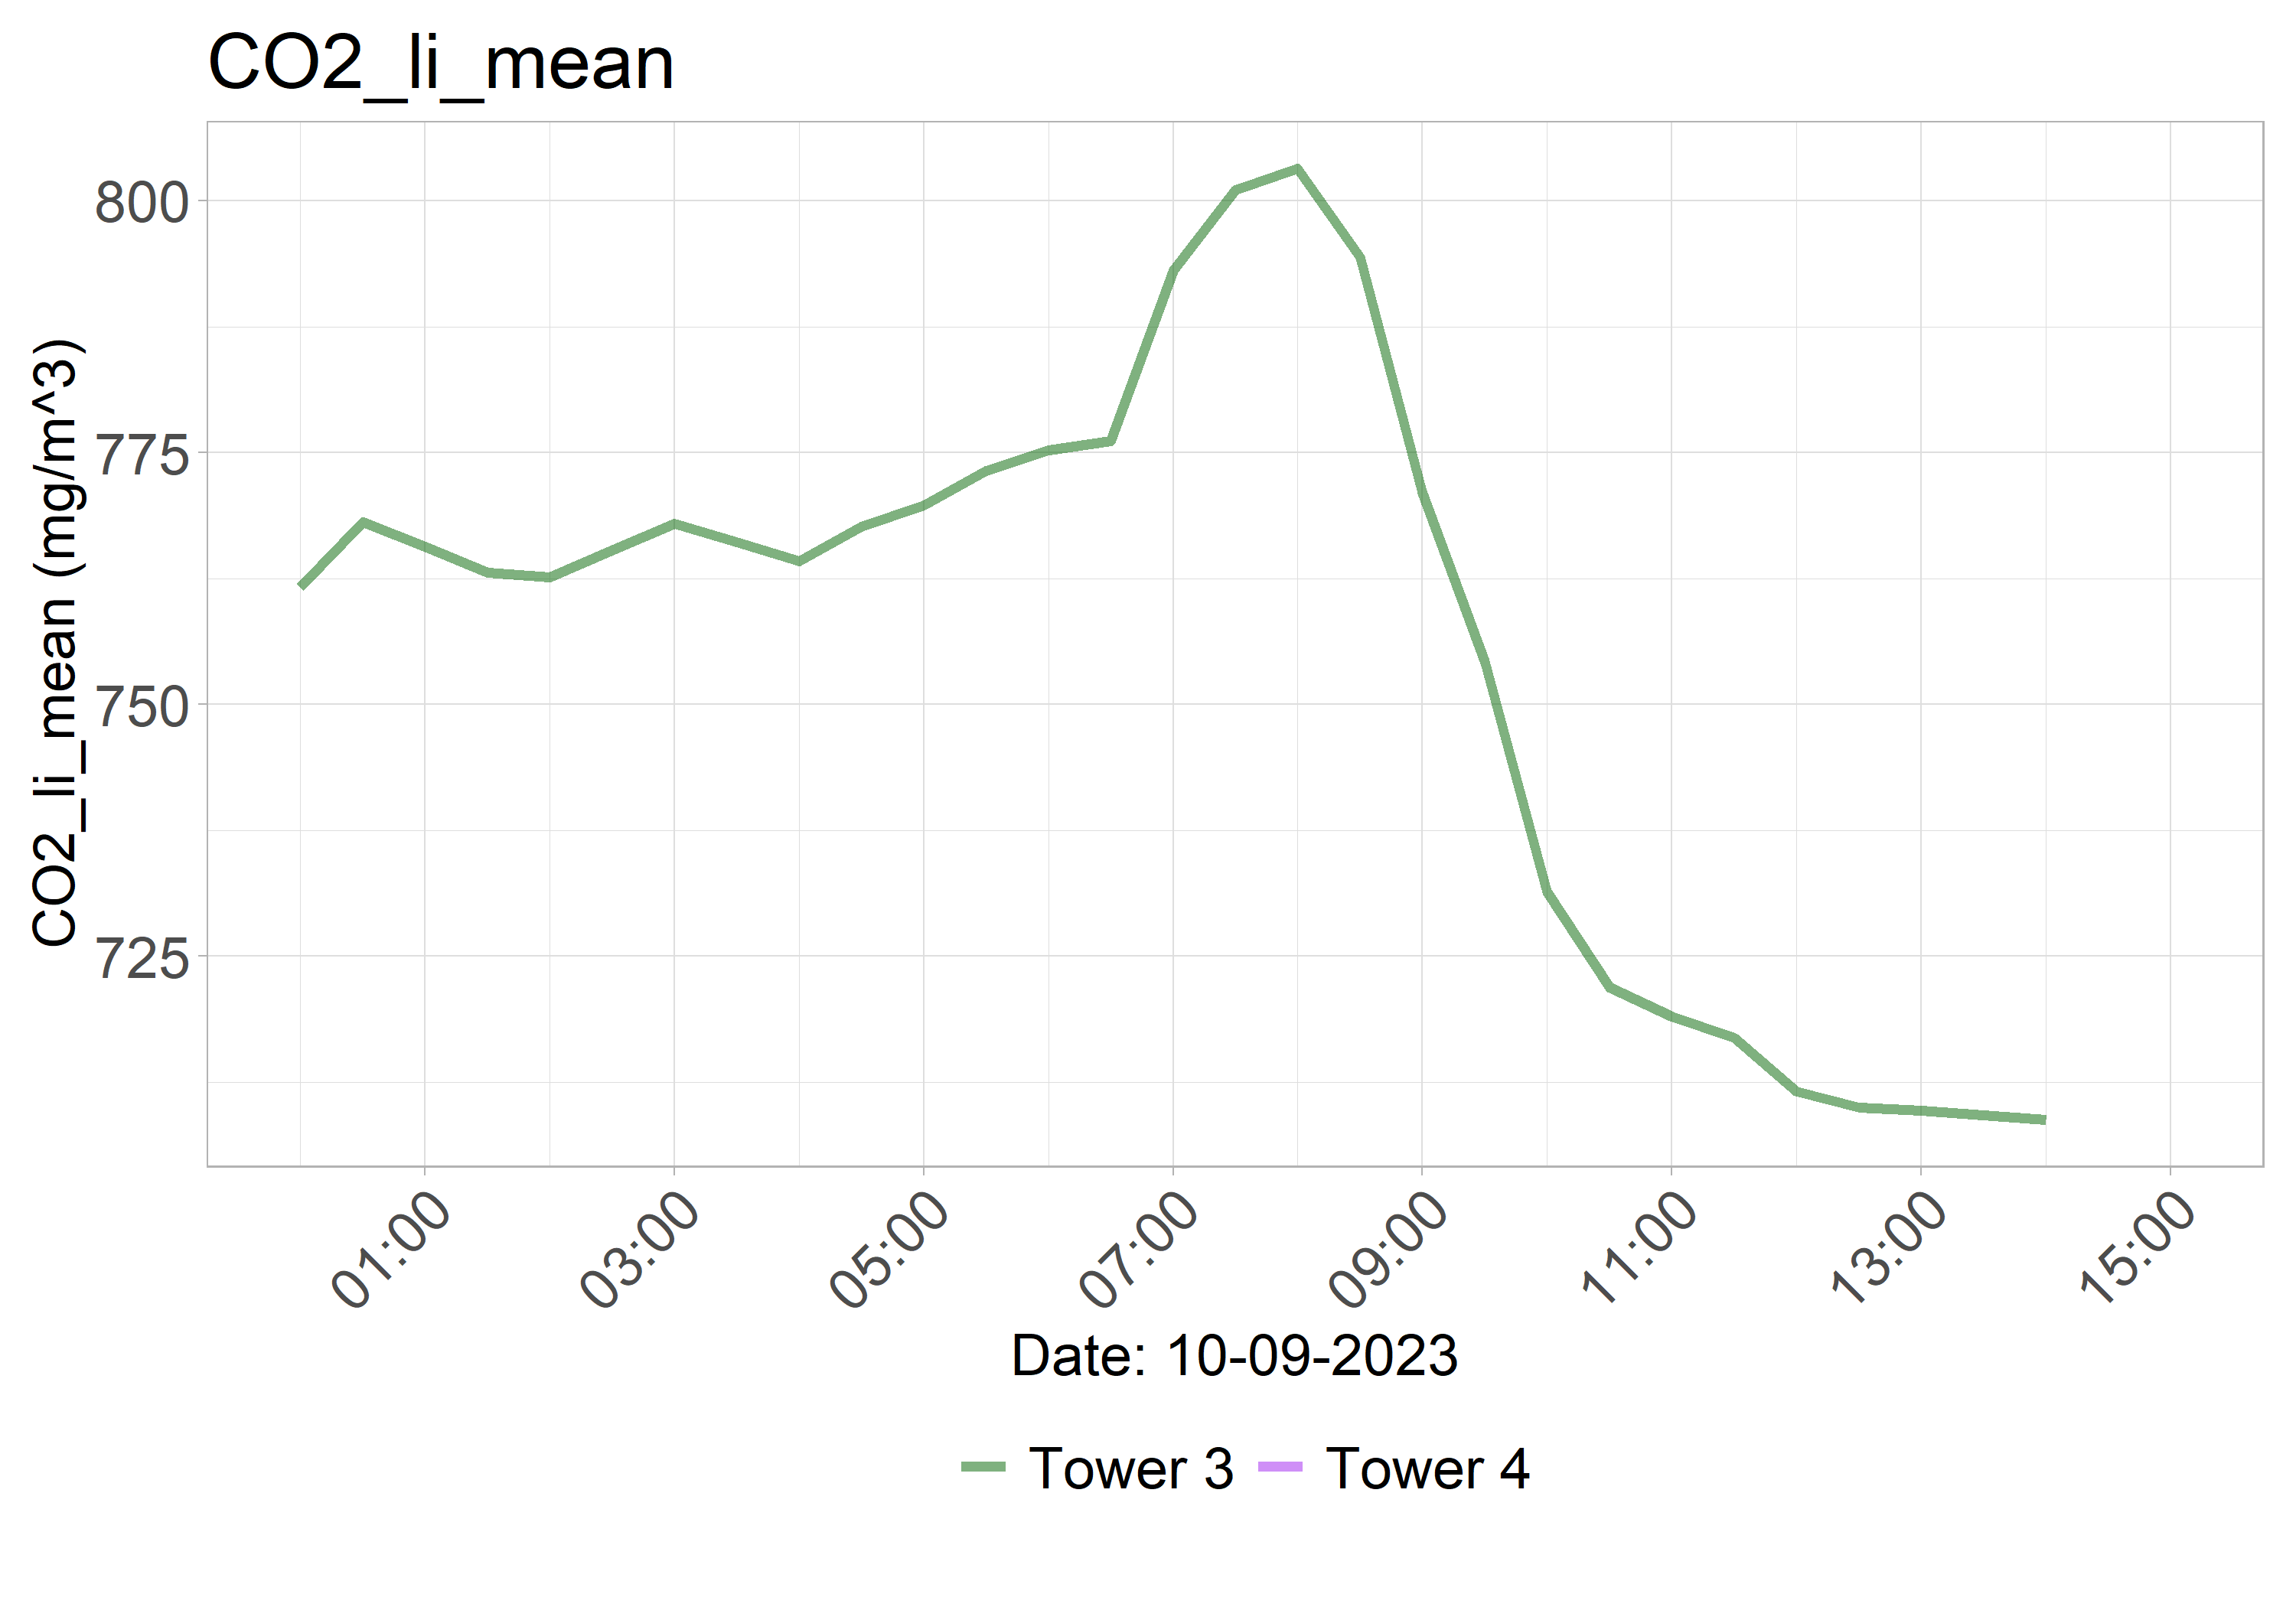 CO2_li_mean
CO2_li_mean (mg/m^3)
800
775
750
725
01:00 03:00 05:00 07:00 09:00 11:00 13:00 15:00
Date: 10-09-2023
Tower 3 Tower 4